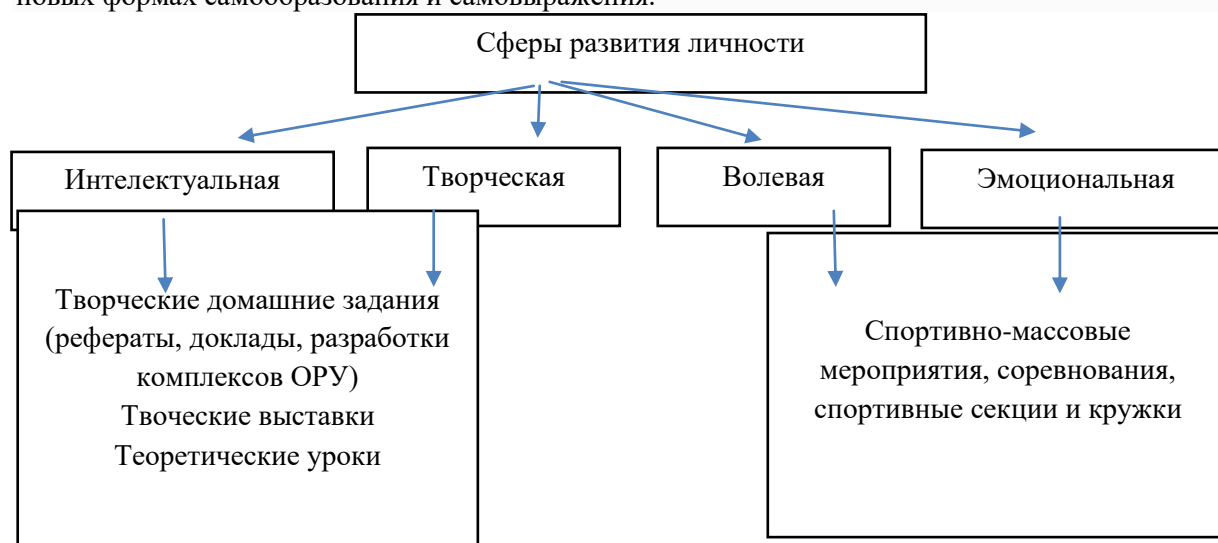 новых формах самообразования и самовыражения.
Сферы развития личности
Интелектуальная
Творческая
Волевая
Эмоциональная
Творческие домашние задания
(рефераты, доклады, разработки
комплексов ОРУ)
Твоческие выставки
Теоретические уроки
Спортивно-массовые
мероприятия, соревнования,
спортивные секции и кружки